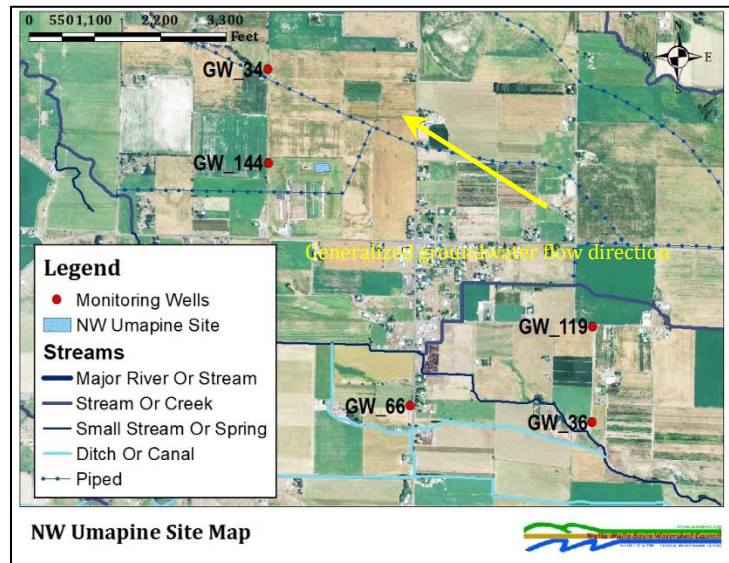 0 5501,100 2,200 3,300
Feet
N
W E
S
GW_34
GW_144
Generalized groundwater flow direction
GW_119
GW_66
GW_36
Legend
Monitoring Wells
NW Umapine Site
Streams
Major River Or Stream
Stream Or Creek
Small Stream Or Spring
Ditch Or Canal
Piped
NW Umapine Site Map
Walla Walla Basin Watershed Council